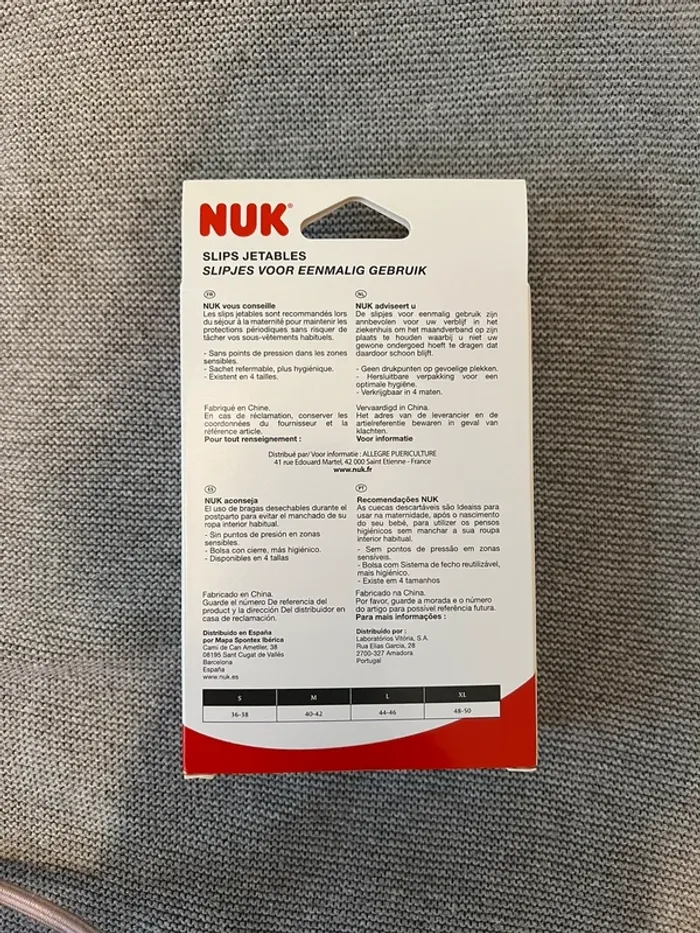 NUK®
SLIPS JETABLES
SLIPJES VOOR EENMALIG GEBRUIK
FR
NUK vous conseille
Les slips jetables sont recommandés lors
du séjour à la maternité pour maintenir les
protections périodiques sans risquer de
tâcher vos sous-vêtements habituels.
- Sans points de pression dans les zones
sensibles.
- Sachet refermable, plus hygiénique.
- Existent en 4 tailles.
Fabriqué en Chine.
En cas de réclamation, conserver les
coordonnées du fournisseur et la
référence article.
Pour tout renseignement :
NL
NUK adviseert u
De slipjes voor eenmalig gebruik zijn
annbevolen voor uw verblijf in het
ziekenhuis om het maandverband op zijn
plaats te houden waarbij u niet uw
gewone ondergoed hoeft te dragen dat
daardoor schoon blijft.
- Geen drukpunten op gevoelige plekken.
- Hersluitbare verpakking voor een
optimale hygiëne.
- Verkrijgbaar in 4 maten.
Vervaardigd in China.
Het adres van de leverancier en de
artielreferentie bewaren in geval van
klachten.
Voor informatie
Distribué par/ Voor informatie : ALLEGRE PUERICULTURE
41 rue Edouard Martel, 42 000 Saint Etienne - France
www.nuk.fr
ES
NUK aconseja
El uso de bragas desechables durante el
postparto para evitar el manchado de su
ropa interior habitual.
- Sin puntos de presión en zonas
sensibles.
- Bolsa con cierre, más higiénico.
- Disponibles en 4 tallas
Fabricado en China.
Guarde el número De referencia del
product y la dirección Del distribuidor en
casa de reclamación.
Distribuido en España
por Mapa Spontex Ibérica
Camí de Can Ametller, 38
08195 Sant Cugat de Vallés
Barcelona
España
www.nuk.es
PT
Recomendações NUK
As cuecas descartáveis são Ideaiss para
usar na maternidade, após o nascimento
do seu bebé, para utilizar os pensos
higiénicos sem manchar a sua roupa
interior habitual.
- Sem pontos de pressão em zonas
sensíveis.
- Bolsa com Sistema de fecho reutilizável,
mais higiénico.
- Existe em 4 tamanhos
Fabricado na China.
Por favor, guarde a morada e o número
do artigo para possível referência futura.
Para mais informações :
Distribuido por :
Laboratórios Vitória, S.A.
Rua Elias Garcia, 28
2700-327 Amadora
Portugal
S M L XL
36-38 40-42 44-46 48-50